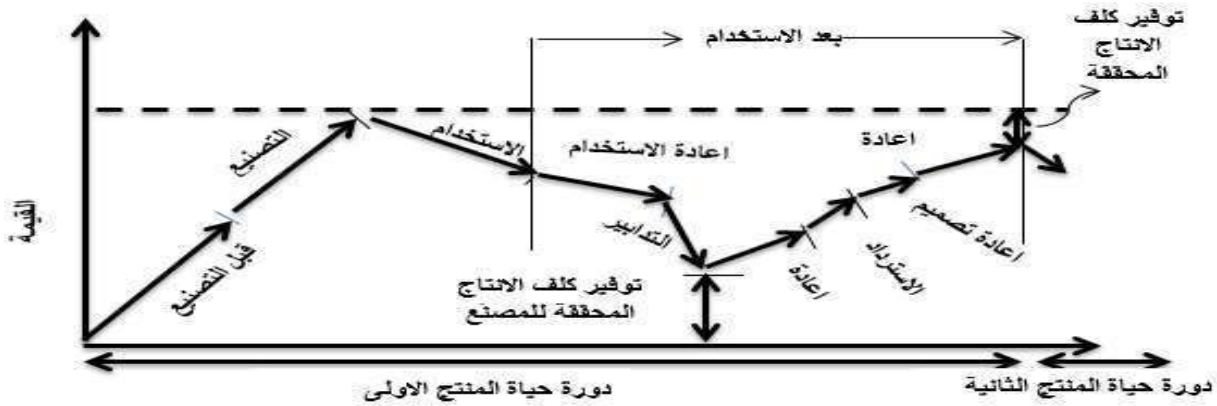 توفير كلف
الانتاج
المحققة
بعد الاستخدام
القيمة
قبل التصنيع
التصنيع
الاستخدام
اعادة الاستخدام
التدابير
اعادة
الاسترداد
اعادة
اعادة تصميم
توفير كلف الانتاج
المحققة للمصنع
دورة حياة المنتج الاولى
دورة حياة المنتج الثانية